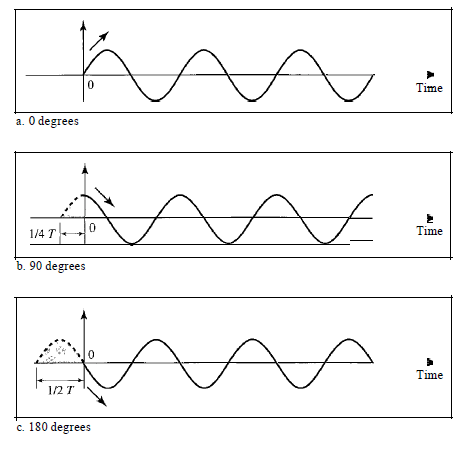 0
Time
a. 0 degrees
1/4 T
0
Time
b. 90 degrees
0
1/2 T
Time
c. 180 degrees